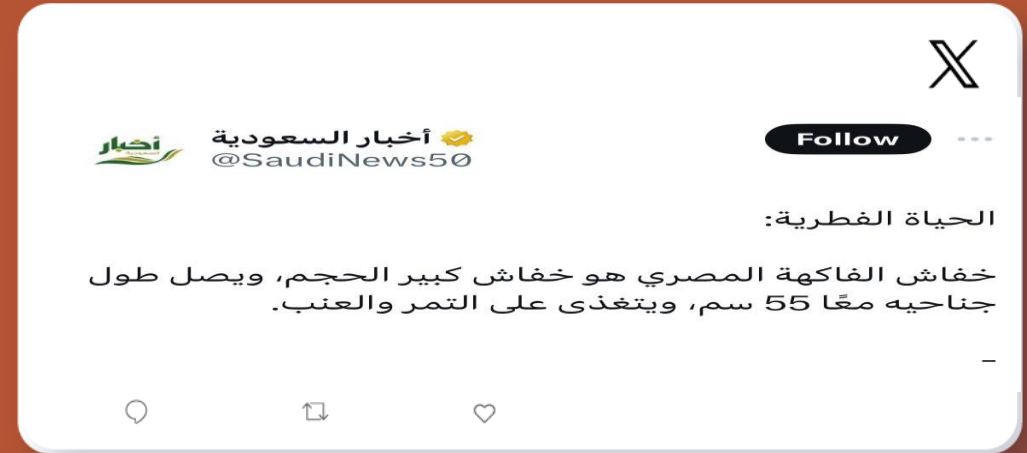 أخبار
أخبار السعودية
@SaudiNews50
Follow
الحياة الفطرية:
خفاش الفاكهة المصري هو خفاش كبير الحجم، ويصل طول
جناحيه معًا 55 سم، ويتغذى على التمر والعنب.
–